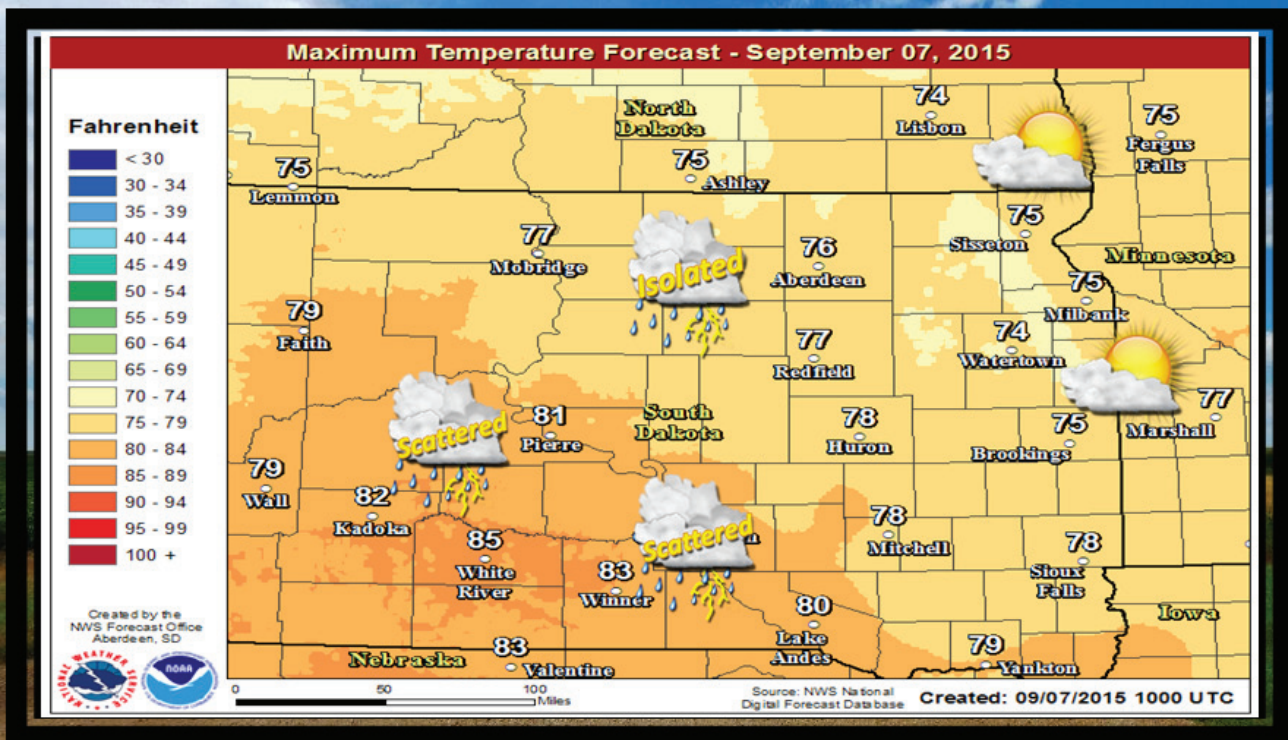 Maximum Temperature Forecast - September 07, 2015
Fahrenheit
< 30
30 - 34
35 - 39
40 - 44
45 - 49
50 - 54
55 - 59
60 - 64
65 - 69
70 - 74
75 - 79
80 - 84
85 - 89
90 - 94
95 - 99
100 +
Created by the
NWS Forecast Office
Aberdeen, SD
NATIONAL WEATHER SERVICE
NOAA
North
Dakota
74
Lisbon
75
Fergus
Falls
75
Lemmon
75
Ashley
77
Mobridge
Isolated
76
Aberdeen
75
Sisseton
Minnesota
75
Milbank
79
Faith
77
Redfield
74
Watertown
Scattered
81
Pierre
South
Dakota
78
Huron
75
Brookings
77
Marshall
79
Wall
82
Kadoka
85
White
River
83
Winner
Scattered
78
Mitchell
78
Sioux
Falls
80
Lake
Andes
Iowa
79
Yankton
Nebraska
83
Valentine
0 50 100
Miles
Source: NWS National
Digital Forecast Database
Created: 09/07/2015 1000 UTC